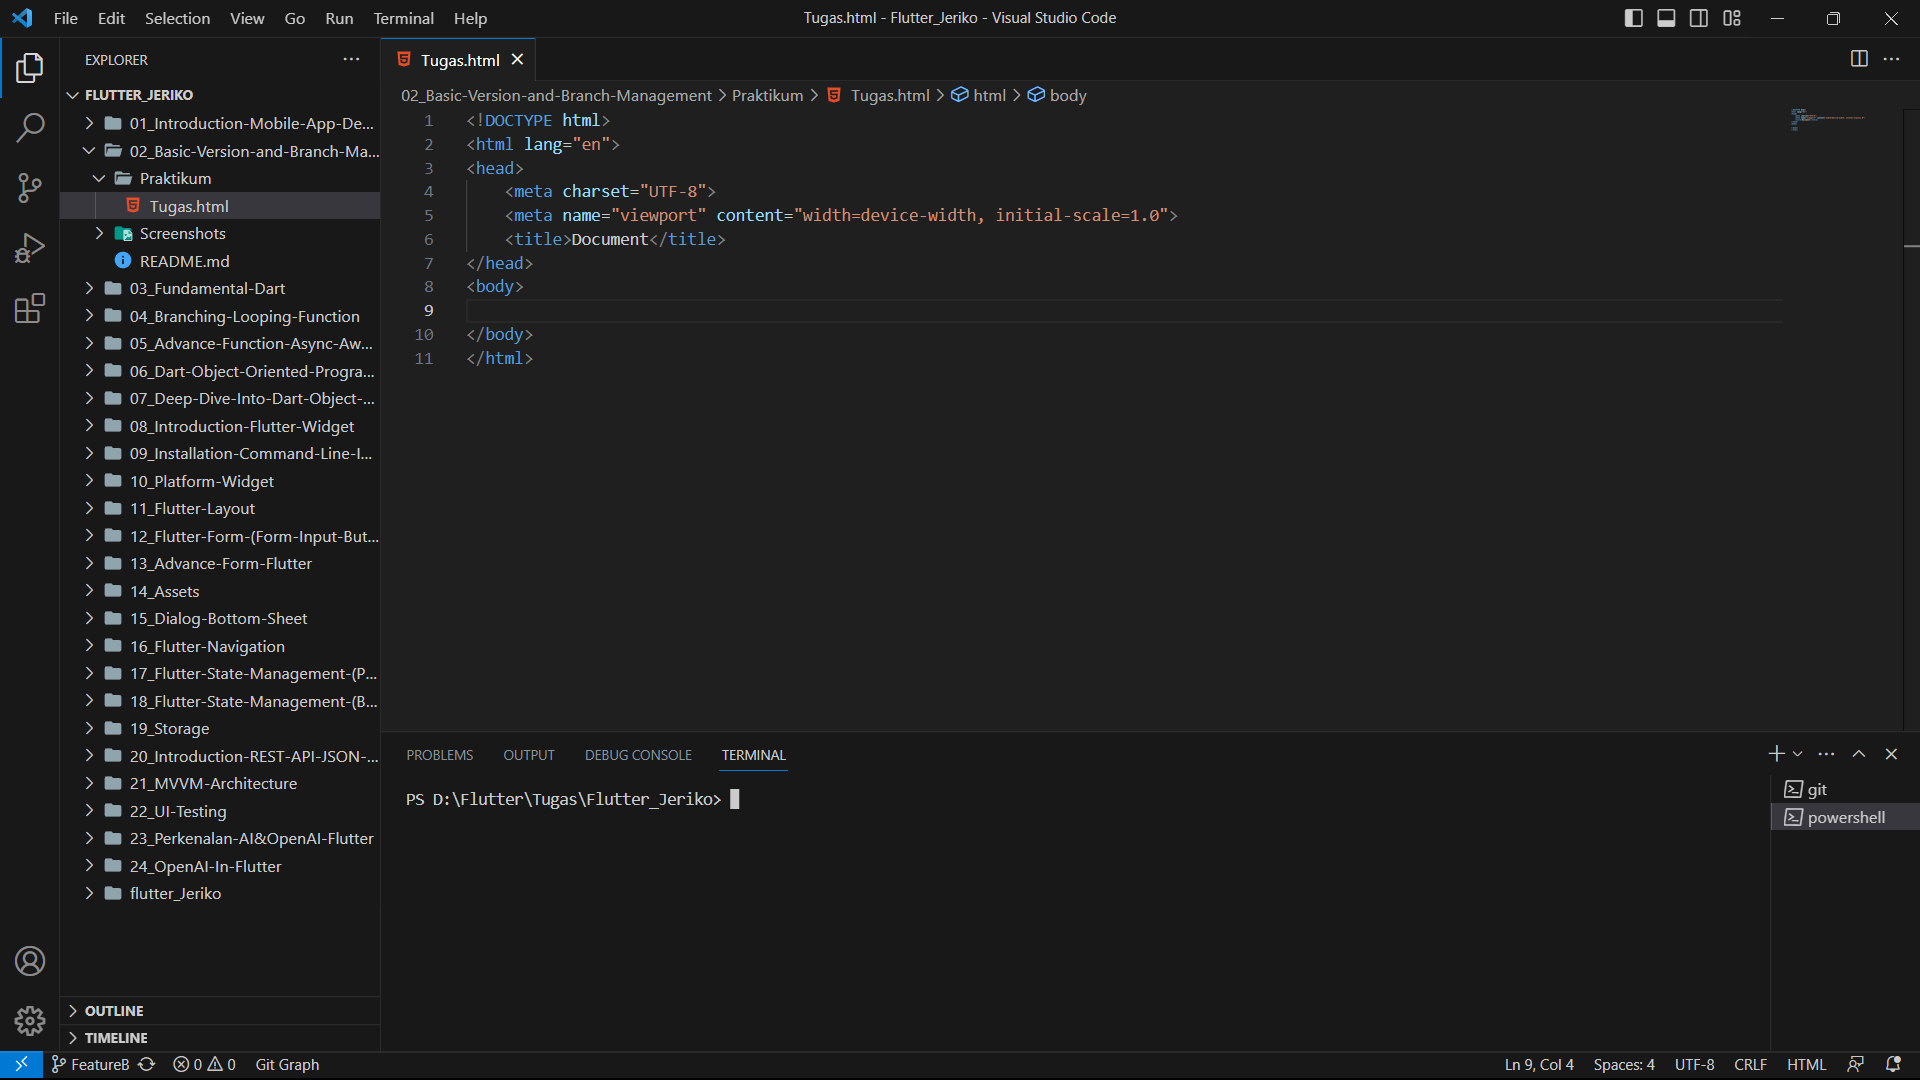 File Edit Selection View Go Run Terminal Help
Tugas.html - Flutter_Jeriko - Visual Studio Code
EXPLORER
FLUTTER_JERIKO
01_Introduction-Mobile-App-De...
02_Basic-Version-and-Branch-Ma...
Praktikum
Tugas.html
Screenshots
README.md
03_Fundamental-Dart
04_Branching-Looping-Function
05_Advance-Function-Async-Aw...
06_Dart-Object-Oriented-Progra...
07_Deep-Dive-Into-Dart-Object-...
08_Introduction-Flutter-Widget
09_Installation-Command-Line-I...
10_Platform-Widget
11_Flutter-Layout
12_Flutter-Form-(Form-Input-But...
13_Advance-Form-Flutter
14_Assets
15_Dialog-Bottom-Sheet
16_Flutter-Navigation
17_Flutter-State-Management-(P...
18_Flutter-State-Management-(B...
19_Storage
20_Introduction-REST-API-JSON-...
21_MVVM-Architecture
22_UI-Testing
23_Perkenalan-AI&OpenAI-Flutter
24_OpenAI-In-Flutter
flutter_Jeriko
OUTLINE
TIMELINE
Tugas.html
02_Basic-Version-and-Branch-Management > Praktikum > Tugas.html > html > body
1 <!DOCTYPE html>
2 <html lang="en">
3 <head>
4 <meta charset="UTF-8">
5 <meta name="viewport" content="width=device-width, initial-scale=1.0">
6 <title>Document</title>
7 </head>
8 <body>
9
10 </body>
11 </html>
PROBLEMS OUTPUT DEBUG CONSOLE TERMINAL
PS D:\Flutter\Tugas\Flutter_Jeriko>
git
powershell
FeatureB 0 0 Git Graph
Ln 9, Col 4 Spaces: 4 UTF-8 CRLF HTML